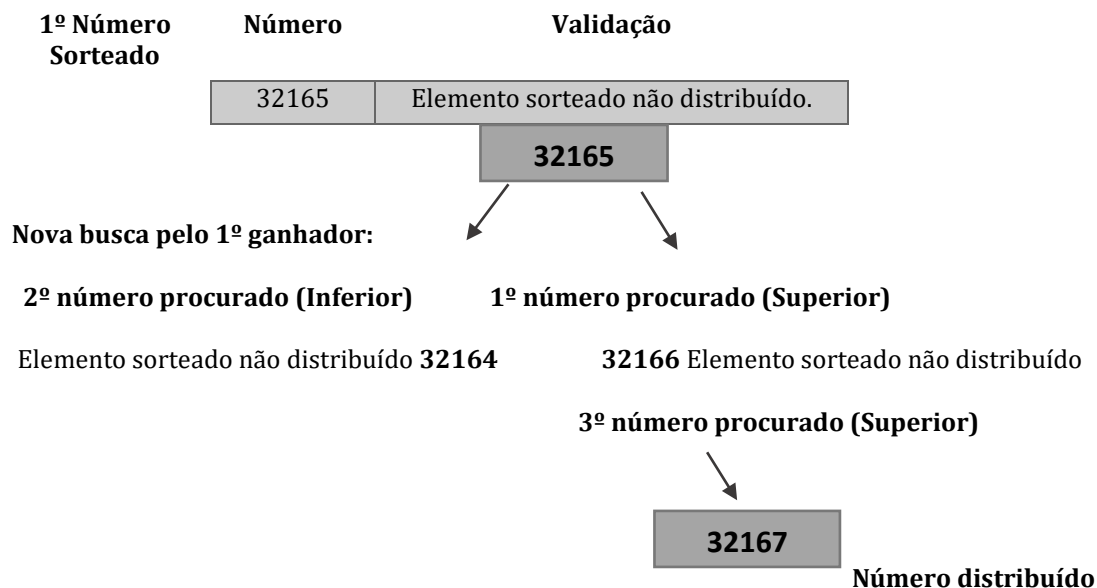 1º Número Número Validação
Sorteado
32165 Elemento sorteado não distribuído.
32165
Nova busca pelo 1º ganhador:
2º número procurado (Inferior) 1º número procurado (Superior)
Elemento sorteado não distribuído 32164 32166 Elemento sorteado não distribuído
3º número procurado (Superior)
32167
Número distribuído